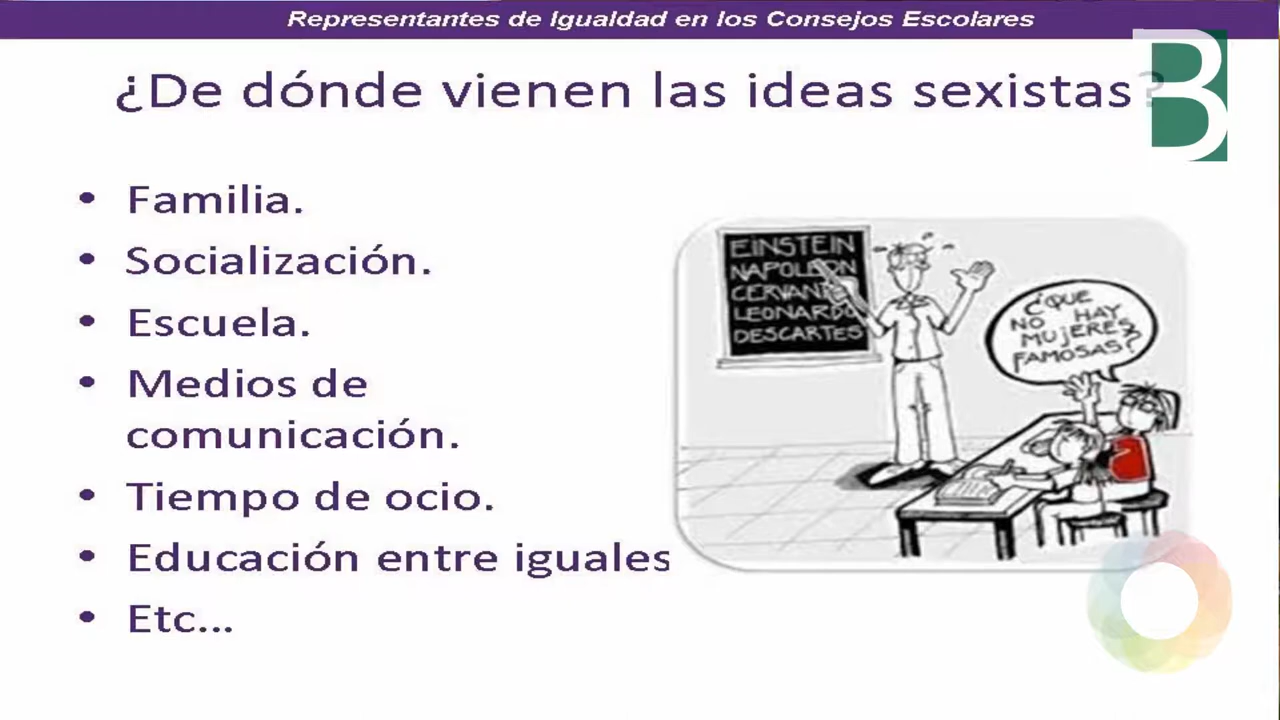 Representantes de Igualdad en los Consejos Escolares
¿De dónde vienen las ideas sexistas?
B
• Familia.
• Socialización.
• Escuela.
• Medios de
comunicación.
• Tiempo de ocio.
• Educación entre iguales
• Etc...
EINSTEIN
NAPOLEON
CERVANTES
LEONARDO
DESCARTES
¿QUE
NO HAY
MUJERES
FAMOSAS?